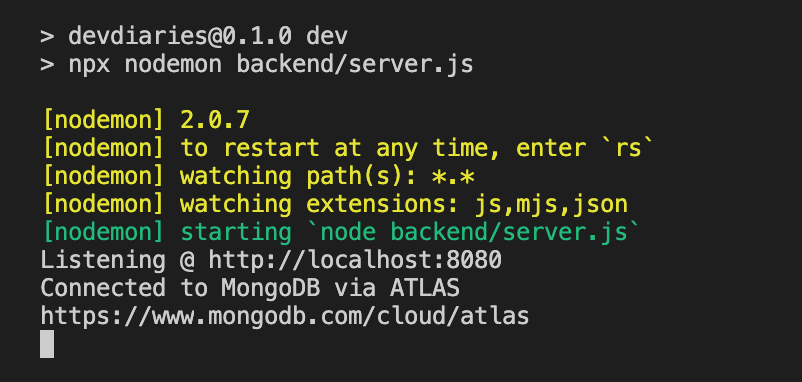 > devdiaries@0.1.0 dev
> npx nodemon backend/server.js
[nodemon] 2.0.7
[nodemon] to restart at any time, enter `rs`
[nodemon] watching path(s): *.*
[nodemon] watching extensions: js,mjs,json
[nodemon] starting `node backend/server.js`
Listening @ http://localhost:8080
Connected to MongoDB via ATLAS
https://www.mongodb.com/cloud/atlas